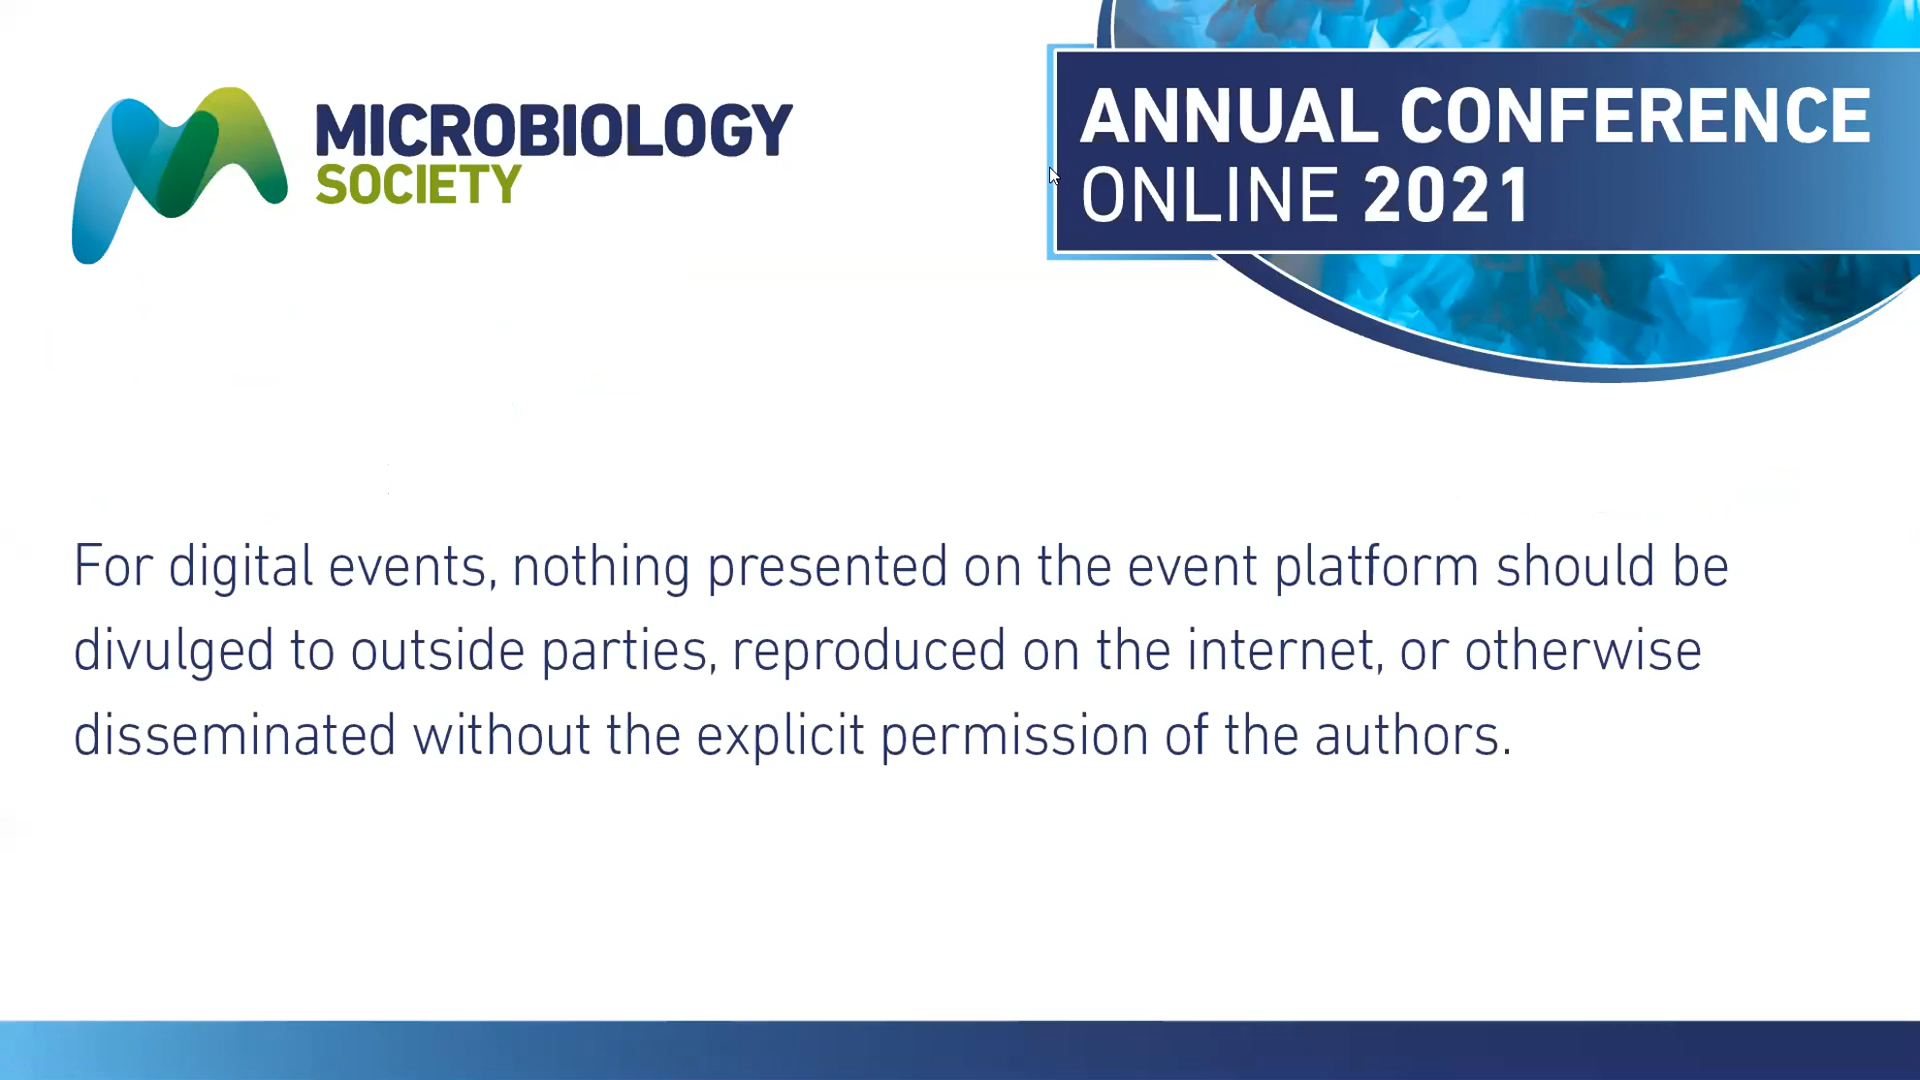 MICROBIOLOGY
SOCIETY
ANNUAL CONFERENCE
ONLINE 2021
For digital events, nothing presented on the event platform should be
divulged to outside parties, reproduced on the internet, or otherwise
disseminated without the explicit permission of the authors.